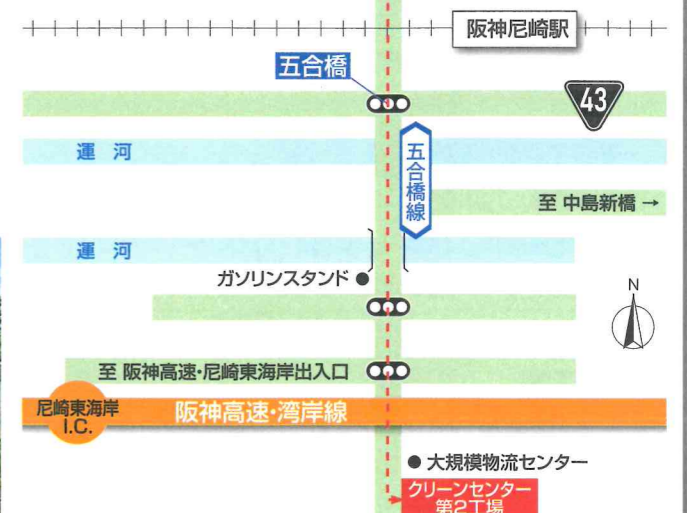 阪神尼崎駅
五合橋
43
運 河
五合橋線
至 中島新橋 →
運 河
ガソリンスタンド ●
N
至 阪神高速・尼崎東海岸出入口
尼崎東海岸
I.C.
阪神高速・湾岸線
● 大規模物流センター
クリーンセンター
第2工場